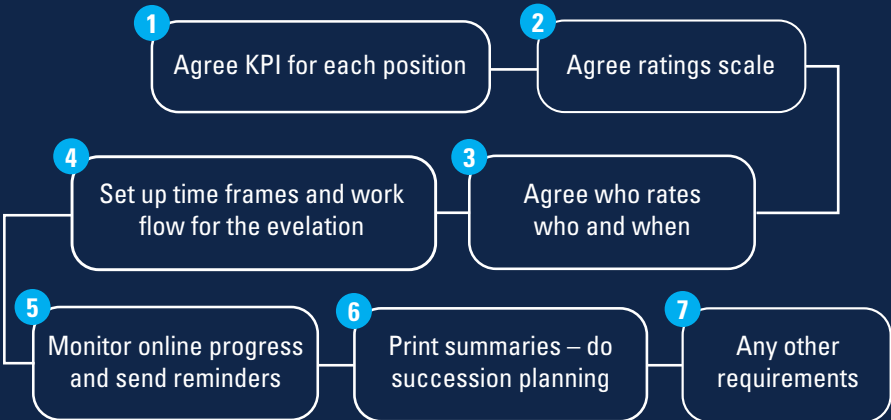 1
Agree KPI for each position
2
Agree ratings scale
3
Agree who rates
who and when
4
Set up time frames and work
flow for the evelation
5
Monitor online progress
and send reminders
6
Print summaries – do
succession planning
7
Any other
requirements